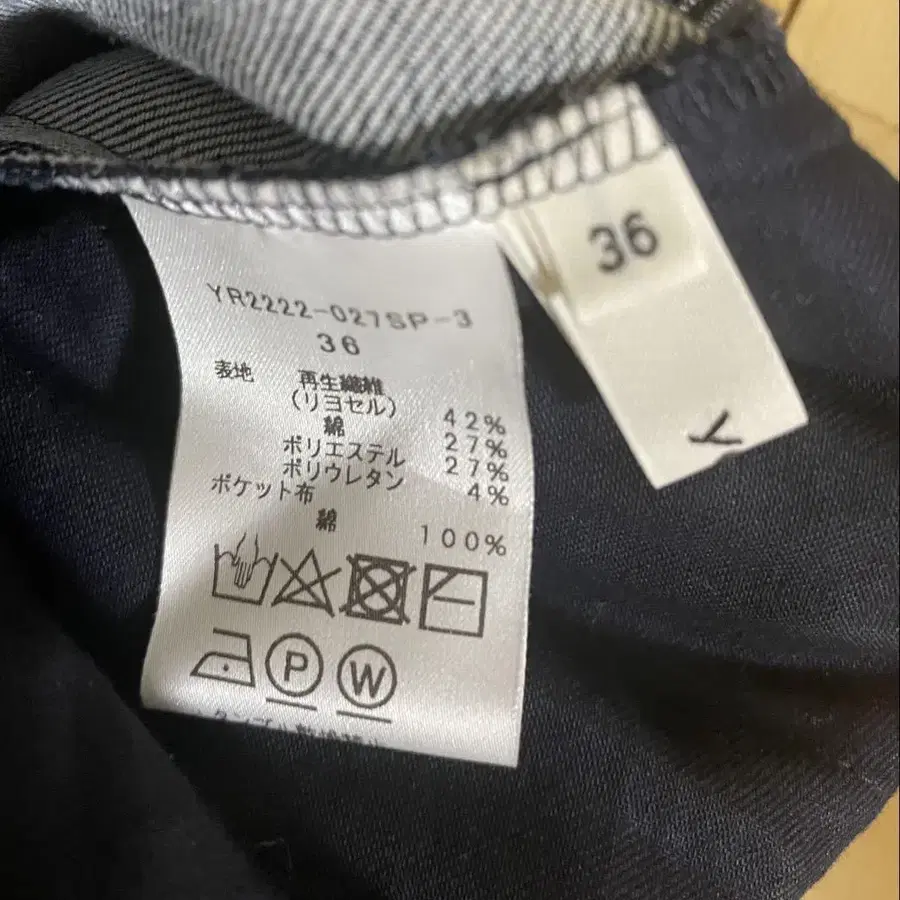 YR2222-027SP-3
36
表地 再生繊維
(リヨセル) 42%
綿 27%
ポリエステル 27%
ポリウレタン 4%
ポケット布
綿 100%
P W
36
Y